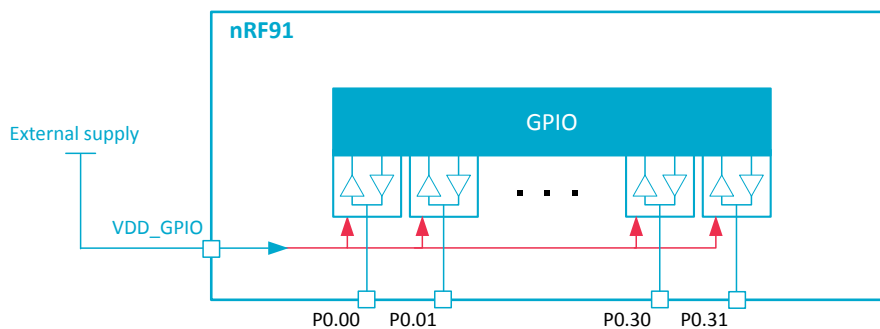 nRF91
GPIO
External supply
VDD_GPIO
P0.00 P0.01 P0.30 P0.31